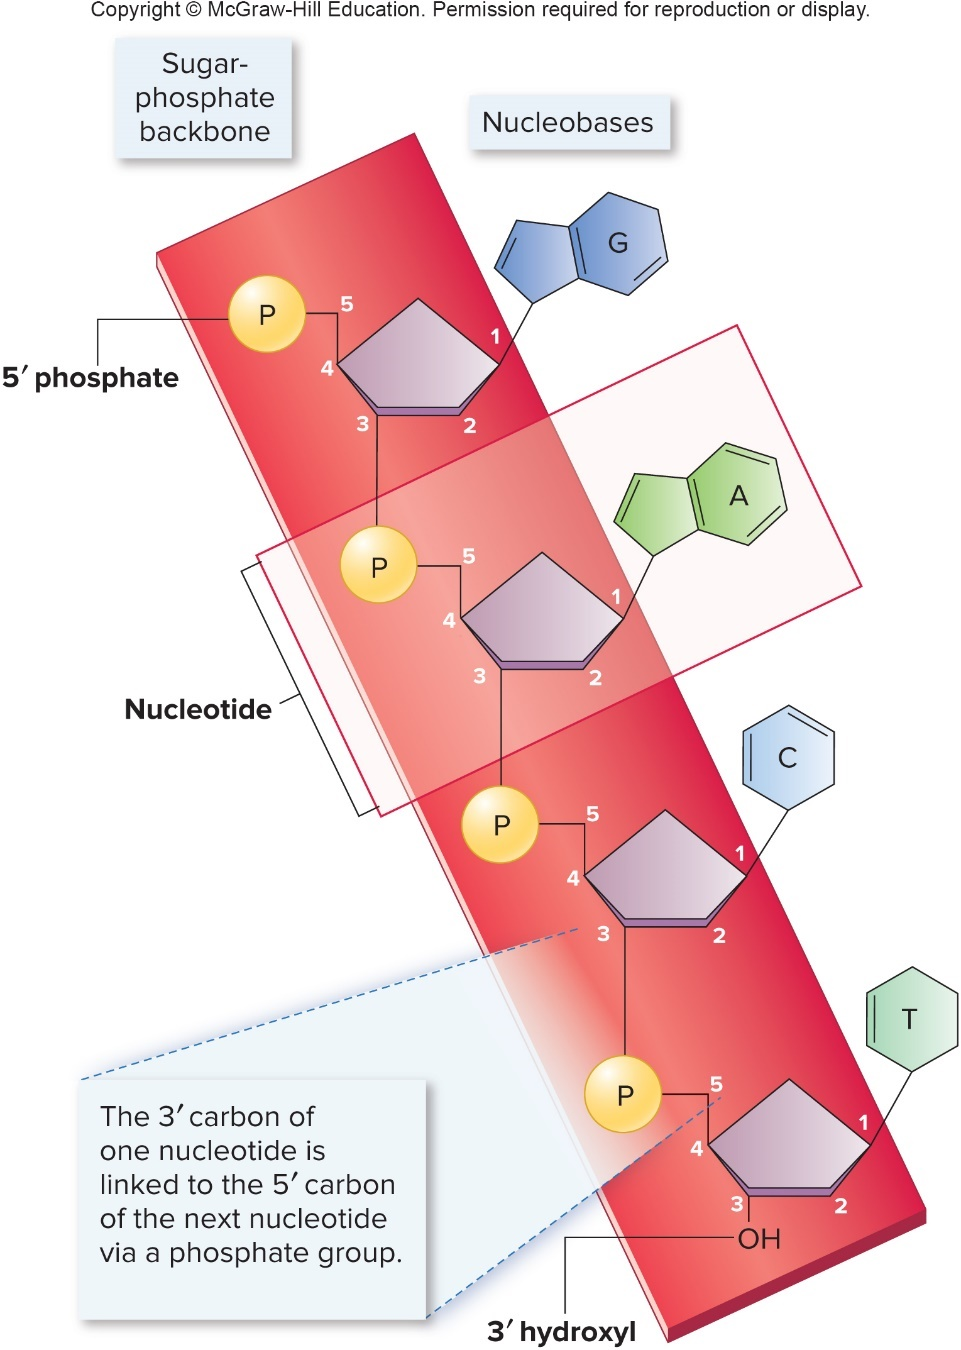 Copyright © McGraw-Hill Education. Permission required for reproduction or display.
Sugar-
phosphate
backbone
Nucleobases
G
P
5
1
4
5′ phosphate
3
2
A
P
5
1
4
3
2
Nucleotide
C
P
5
1
4
3
2
T
P
5
1
4
3
2
The 3′ carbon of
one nucleotide is
linked to the 5′ carbon
of the next nucleotide
via a phosphate group.
OH
3′ hydroxyl